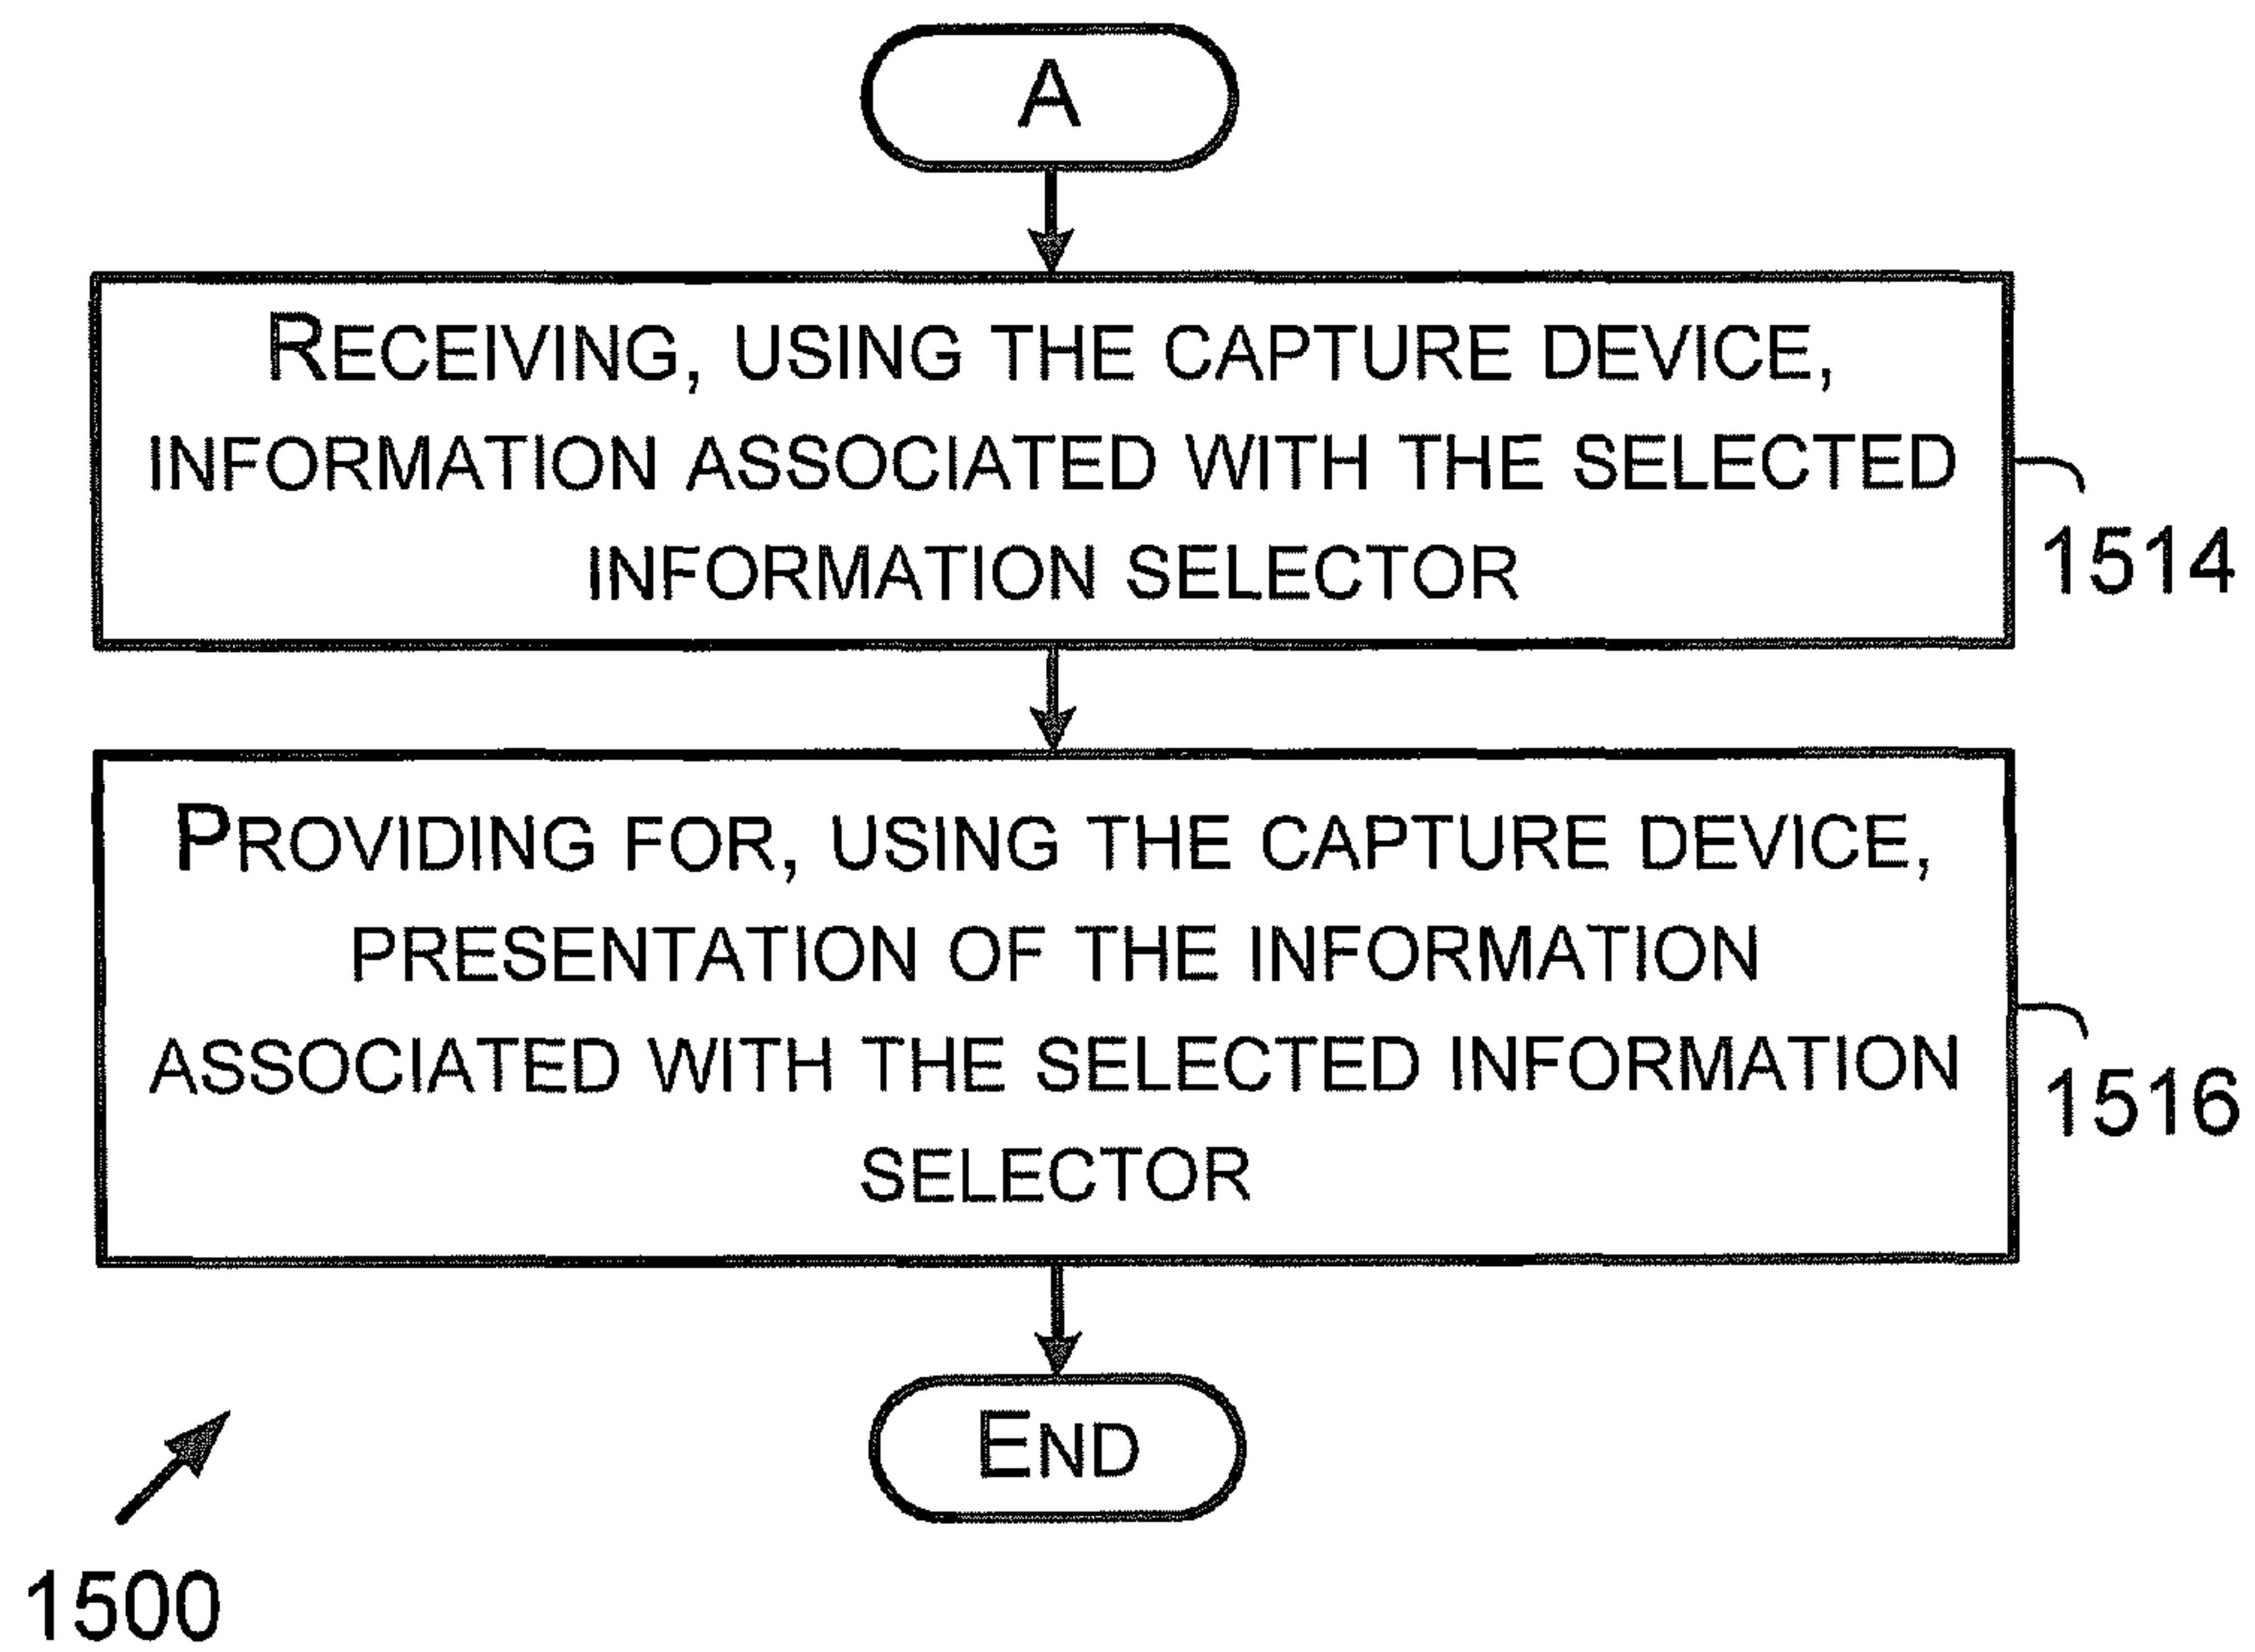 A
RECEIVING, USING THE CAPTURE DEVICE,
INFORMATION ASSOCIATED WITH THE SELECTED
INFORMATION SELECTOR
1514
PROVIDING FOR, USING THE CAPTURE DEVICE,
PRESENTATION OF THE INFORMATION
ASSOCIATED WITH THE SELECTED INFORMATION
SELECTOR
1516
END
1500